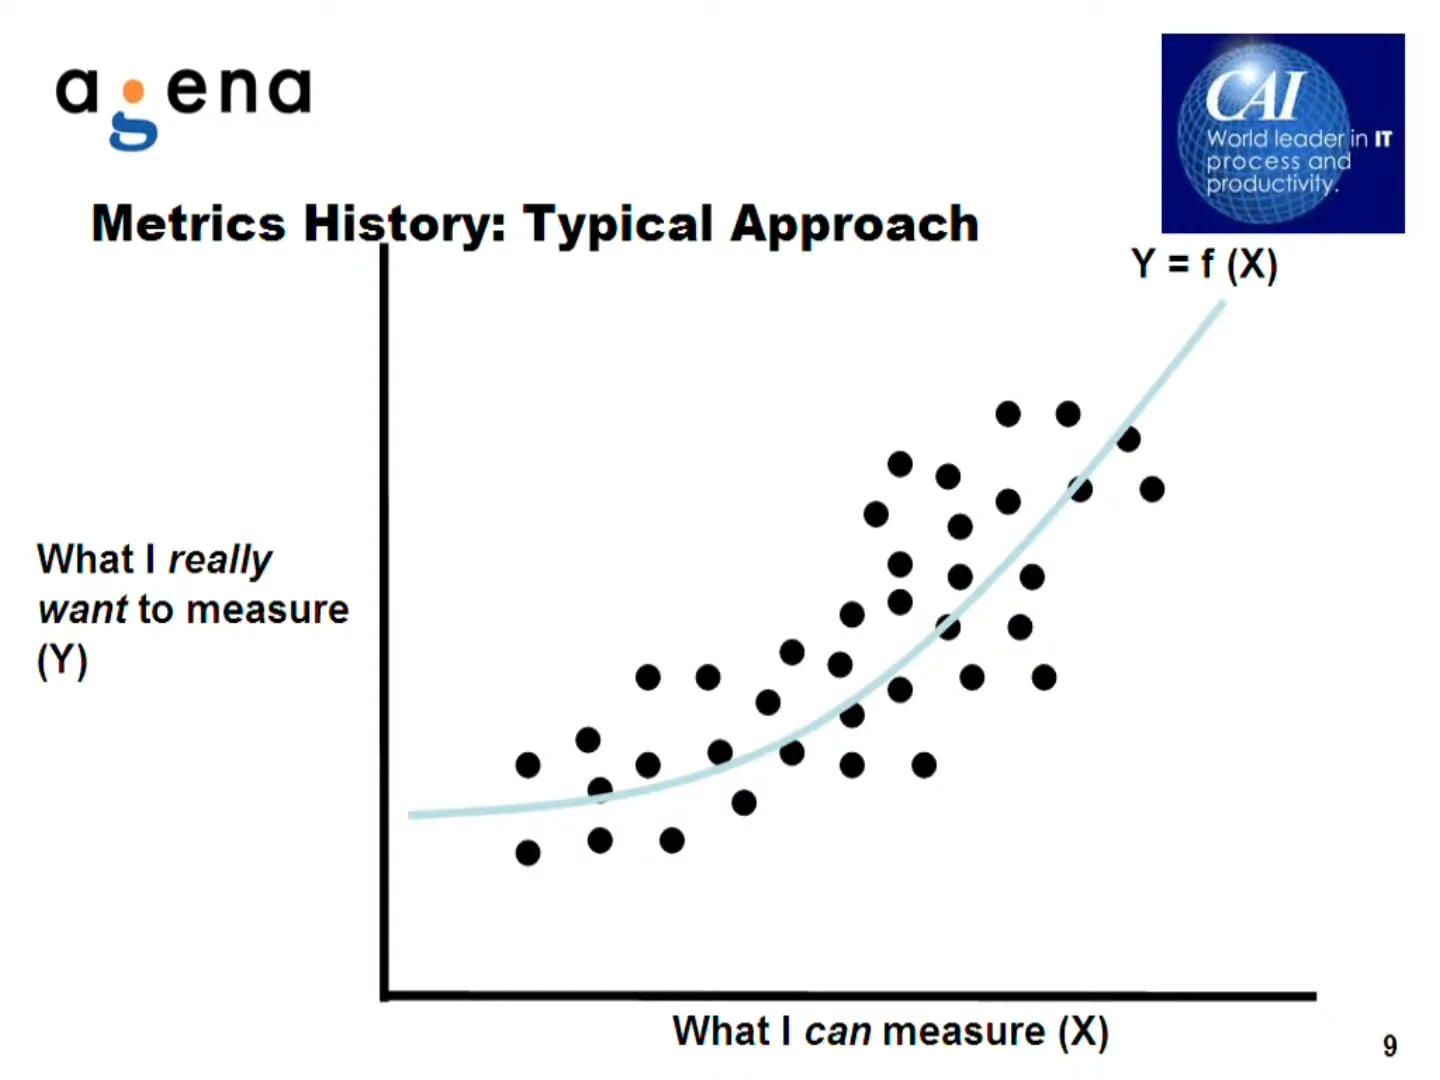 agena
CAI
World leader in IT
process and
productivity.
Metrics History: Typical Approach
Y = f (X)
What I really
want to measure
(Y)
What I can measure (X)
9